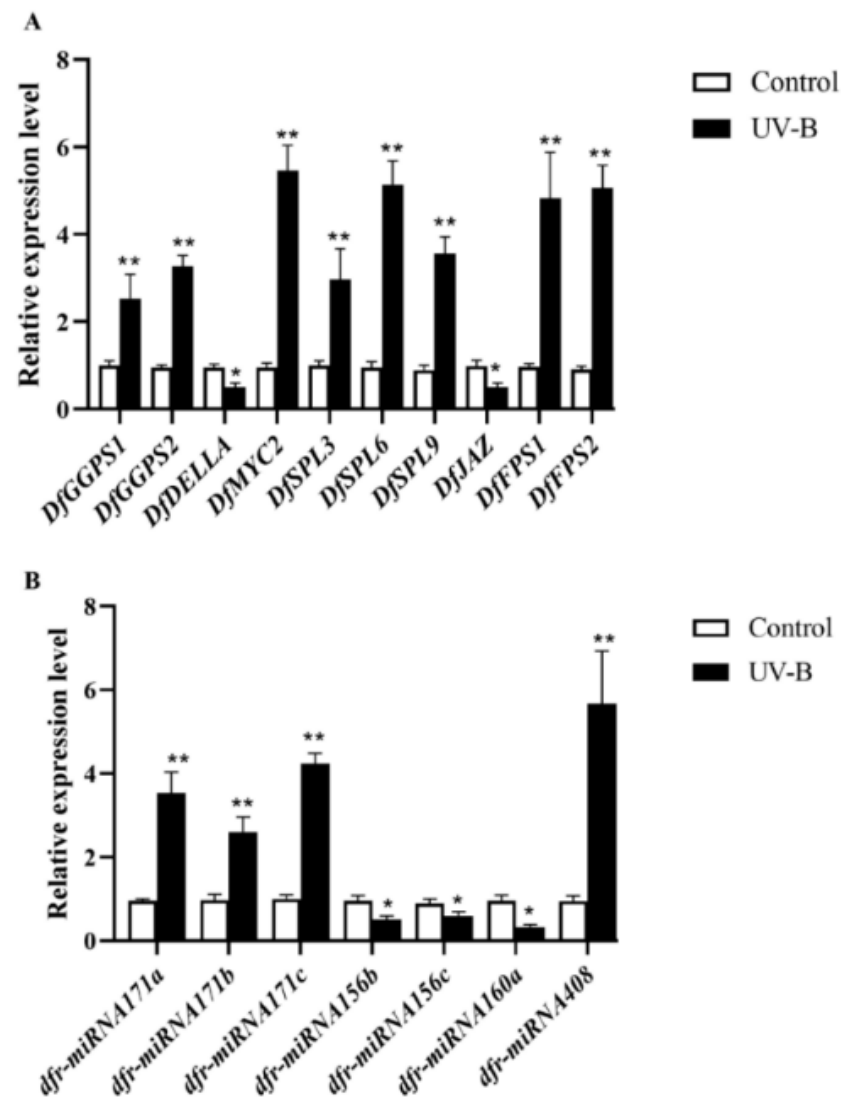 A
Relative expression level
8
6
4
2
0
**
**
*
**
**
**
**
*
**
**
DfGGPS1
DfGGPS2
DfDELLA
DfMYC2
DfSPL3
DfSPL6
DfSPL9
DfJAZ
DfFPS1
DfFPS2
Control
UV-B
B
Relative expression level
8
6
4
2
0
**
**
**
*
*
*
**
dfr-miRNA171a
dfr-miRNA171b
dfr-miRNA171c
dfr-miRNA156b
dfr-miRNA156c
dfr-miRNA160a
dfr-miRNA408
Control
UV-B